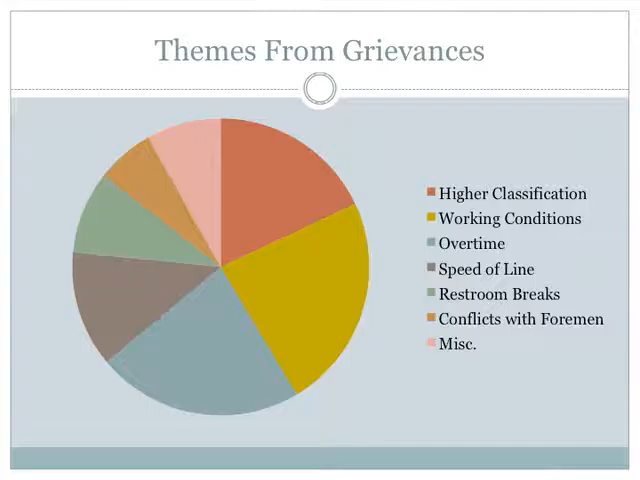 Themes From Grievances
Higher Classification
Working Conditions
Overtime
Speed of Line
Restroom Breaks
Conflicts with Foremen
Misc.